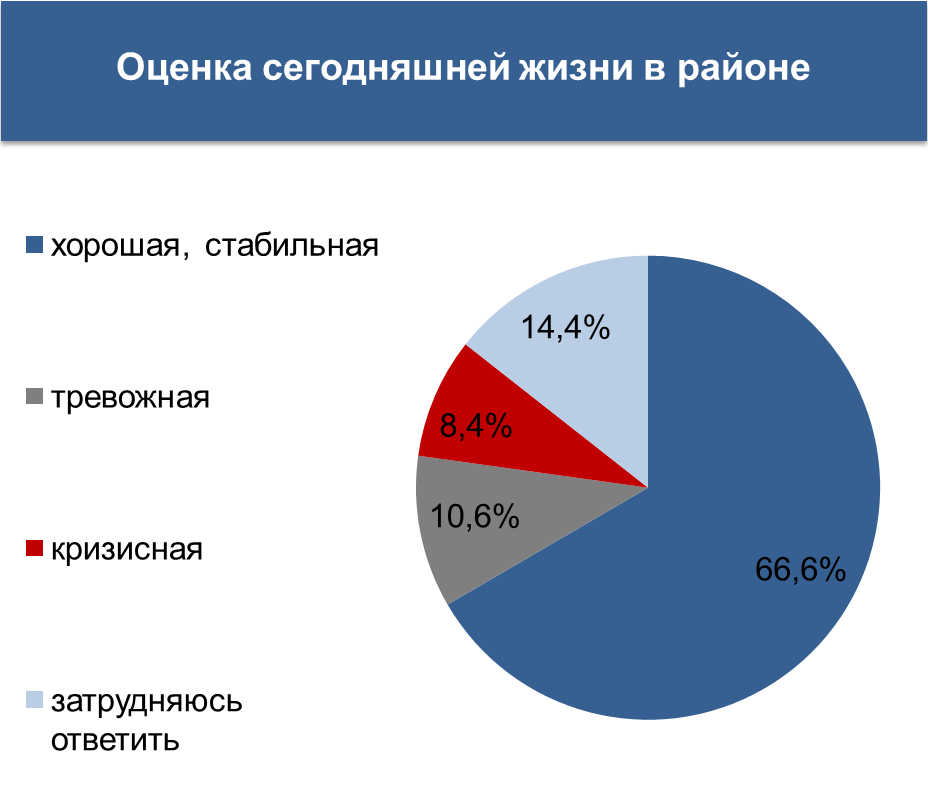 Оценка сегодняшней жизни в районе
хорошая, стабильная
тревожная
кризисная
затрудняюсь
ответить
14,4%
8,4%
10,6%
66,6%